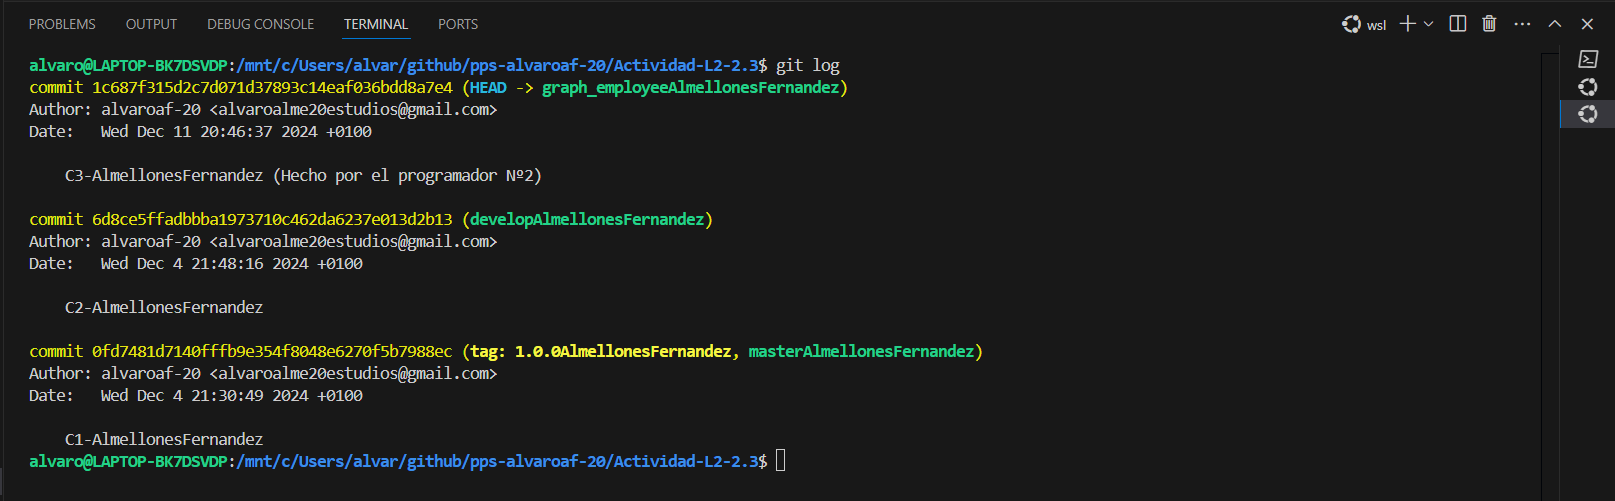 PROBLEMS OUTPUT DEBUG CONSOLE TERMINAL PORTS wsl
alvaro@LAPTOP-BK7DSVDP:/mnt/c/Users/alvar/github/pps-alvaroaf-20/Actividad-L2-2.3$ git log
commit 1c687f315d2c7d071d37893c14eaf036bdd8a7e4 (HEAD -> graph_employeeAlmellonesFernandez)
Author: alvaroaf-20 <alvaroalme20estudios@gmail.com>
Date:   Wed Dec 11 20:46:37 2024 +0100
C3-AlmellonesFernandez (Hecho por el programador Nº2)
commit 6d8ce5ffadbbba1973710c462da6237e013d2b13 (developAlmellonesFernandez)
Author: alvaroaf-20 <alvaroalme20estudios@gmail.com>
Date:   Wed Dec 4 21:48:16 2024 +0100
C2-AlmellonesFernandez
commit 0fd7481d7140fffb9e354f8048e6270f5b7988ec (tag: 1.0.0AlmellonesFernandez, masterAlmellonesFernandez)
Author: alvaroaf-20 <alvaroalme20estudios@gmail.com>
Date:   Wed Dec 4 21:30:49 2024 +0100
C1-AlmellonesFernandez
alvaro@LAPTOP-BK7DSVDP:/mnt/c/Users/alvar/github/pps-alvaroaf-20/Actividad-L2-2.3$